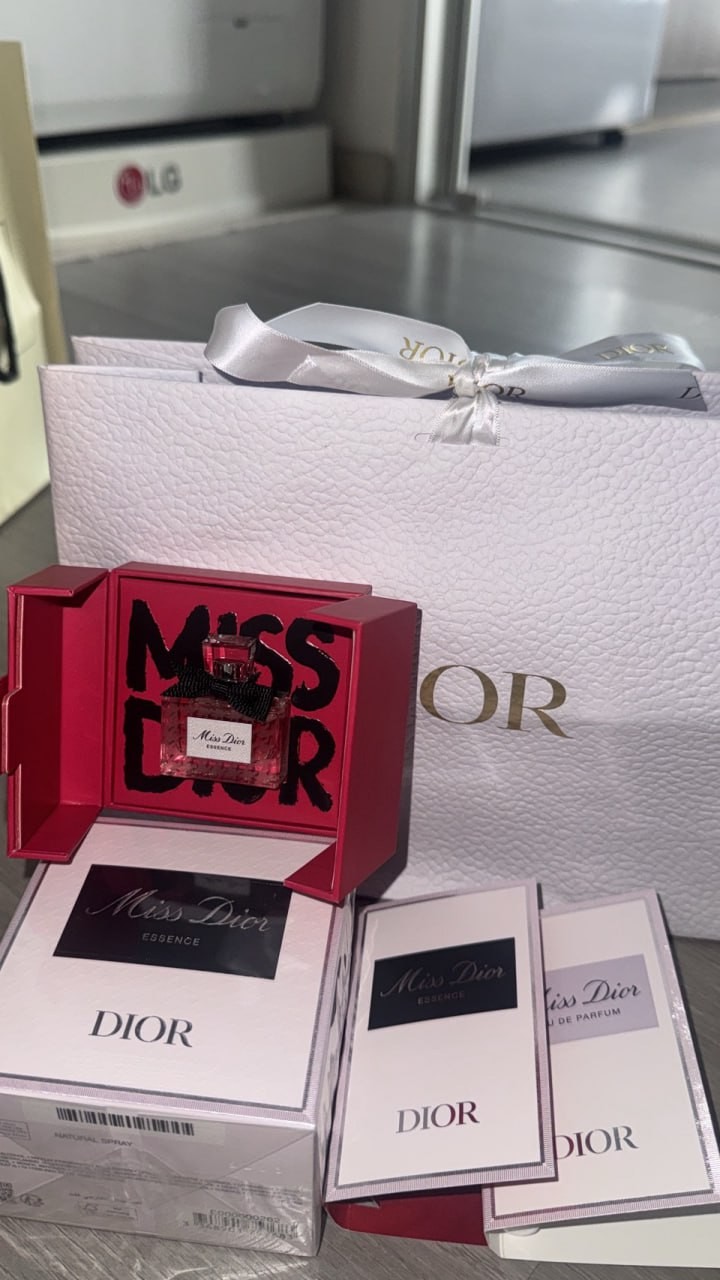 LG
DIOR
DIOR
DIOR
MISS
DIOR
Miss Dior
ESSENCE
OR
Miss Dior
ESSENCE
DIOR
NATURAL SPRAY
Miss Dior
ESSENCE
DIOR
iss Dior
U DE PARFUM
DIOR